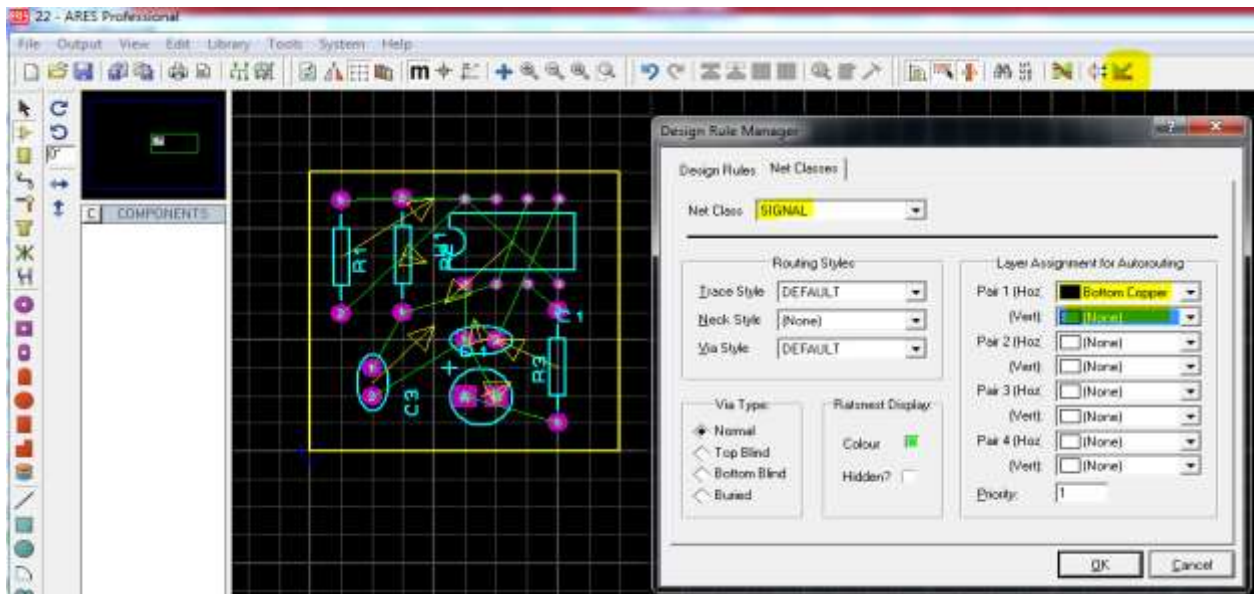 22 - ARES Professional
File Output View Edit Library Tools System Help
m
C COMPONENTS
0°
R1
C3
R3
Design Rule Manager
Design Rules Net Classes
Net Class SIGNAL
Routing Styles
Trace Style DEFAULT
Neck Style (None)
Via Style DEFAULT
Via Type:
Normal
Top Blind
Bottom Blind
Buried
Ratsnest Display:
Colour
Hidden?
Layer Assignment for Autorouting
Pair 1 (Hoz Bottom Copper
(Vert) (None)
Pair 2 (Hoz (None)
(Vert) (None)
Pair 3 (Hoz (None)
(Vert) (None)
Pair 4 (Hoz (None)
(Vert) (None)
Priority: 1
OK Cancel